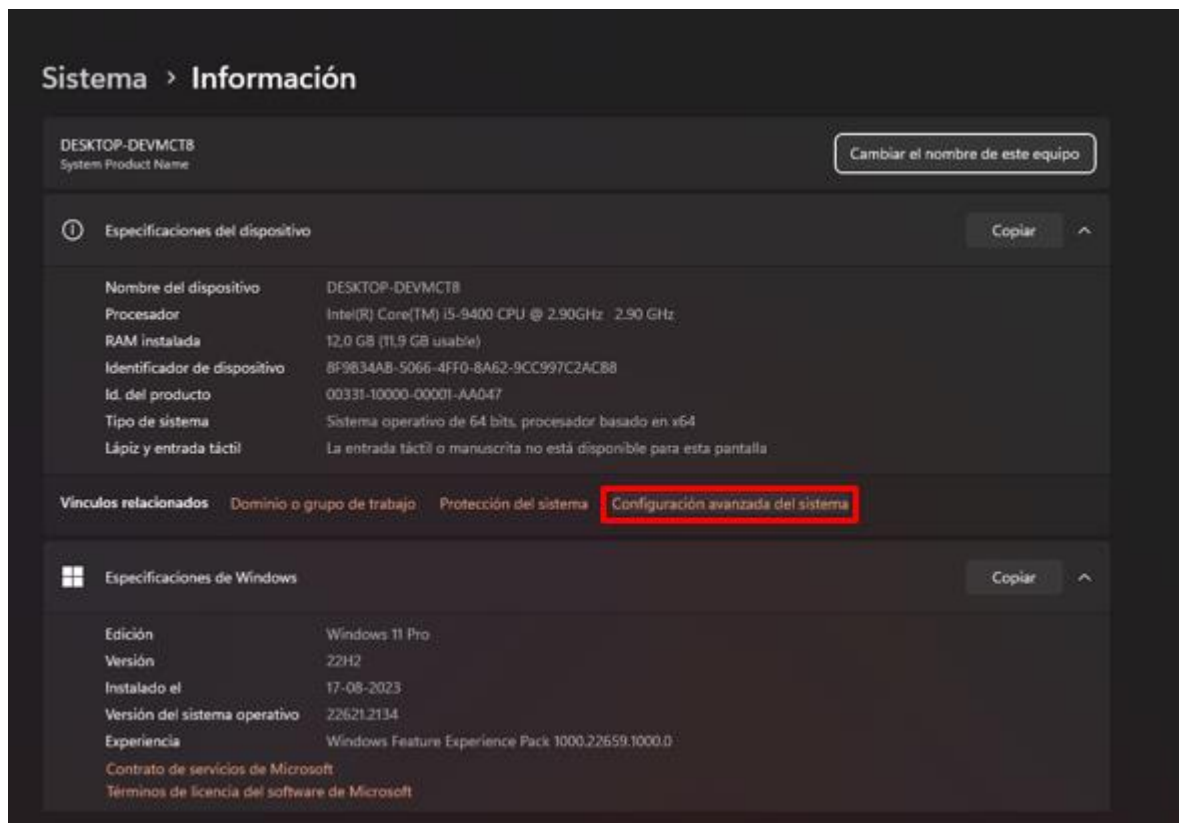 Sistema > Información
DESKTOP-DEVMCT8
System Product Name
Cambiar el nombre de este equipo
Especificaciones del dispositivo
Copiar
Nombre del dispositivo DESKTOP-DEVMCT8
Procesador Intel(R) Core(TM) i5-9400 CPU @ 2.90GHz 2.90 GHz
RAM instalada 12,0 GB (11,9 GB usable)
Identificador de dispositivo 8F9B34AB-5066-4FF0-8A62-9CC997C2ACB8
Id. del producto 00331-10000-00001-AA047
Tipo de sistema Sistema operativo de 64 bits, procesador basado en x64
Lápiz y entrada táctil La entrada táctil o manuscrita no está disponible para esta pantalla
Vínculos relacionados Dominio o grupo de trabajo Protección del sistema Configuración avanzada del sistema
Especificaciones de Windows
Copiar
Edición Windows 11 Pro
Versión 22H2
Instalado el 17-08-2023
Versión del sistema operativo 22621.2134
Experiencia Windows Feature Experience Pack 1000.22659.1000.0
Contrato de servicios de Microsoft
Términos de licencia del software de Microsoft